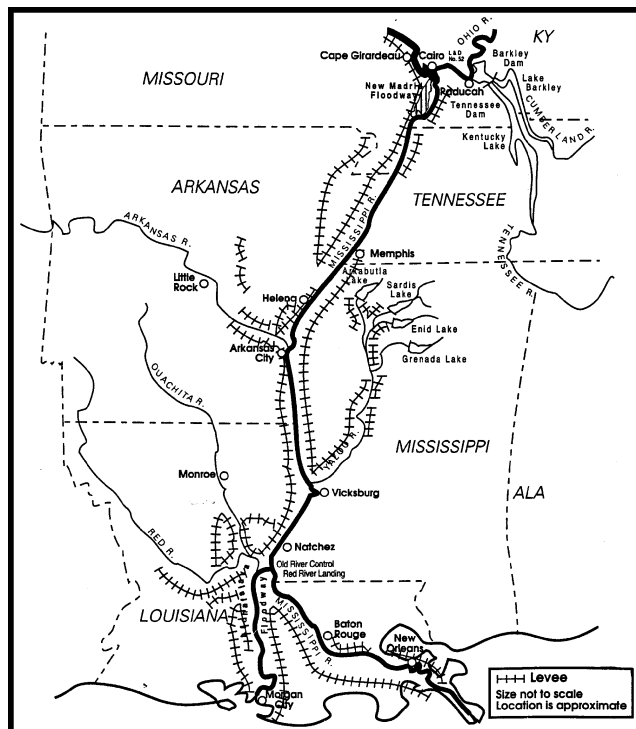 OHIO R.
KY
Cape Girardeau
Cairo
L&D
No. 52
Barkley
Dam
MISSOURI
Lake
Barkley
New Madrid
Floodway
Paducah
Tennessee
Dam
CUMBERLAND R.
Kentucky
Lake
ARKANSAS
TENNESSEE
MISSISSIPPI R.
ARKANSAS R.
TENNESSEE R.
Memphis
Arkabutla
Lake
Little
Rock
Sardis
Lake
Helena
Enid Lake
Arkansas
City
Grenada Lake
OUACHITA R.
MISSISSIPPI
YAZOO R.
Monroe
ALA
Vicksburg
RED R.
Natchez
Old River Control
Red River Landing
LOUISIANA
Atchafalaya
Floodway
MISSISSIPPI R.
Baton
Rouge
New
Orleans
Morgan
City
Levee
Size not to scale
Location is approximate